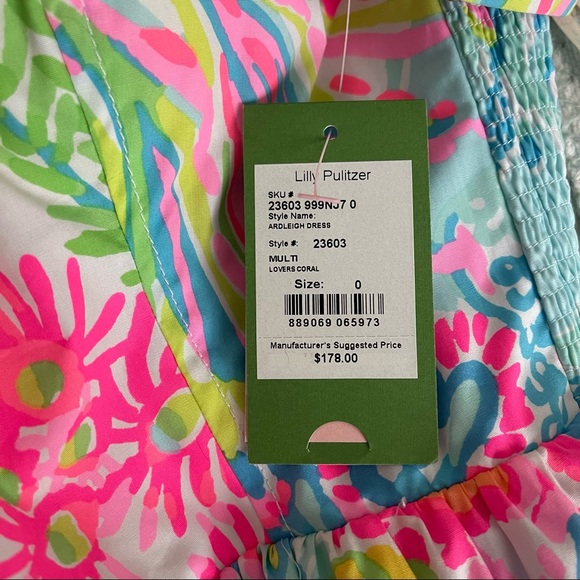 Lilly Pulitzer
SKU #
23603 999NJ7 0
Style Name:
ARDLEIGH DRESS
Style #: 23603
MULTI
LOVERS CORAL
Size: 0
889069 065973
Manufacturer's Suggested Price
$178.00